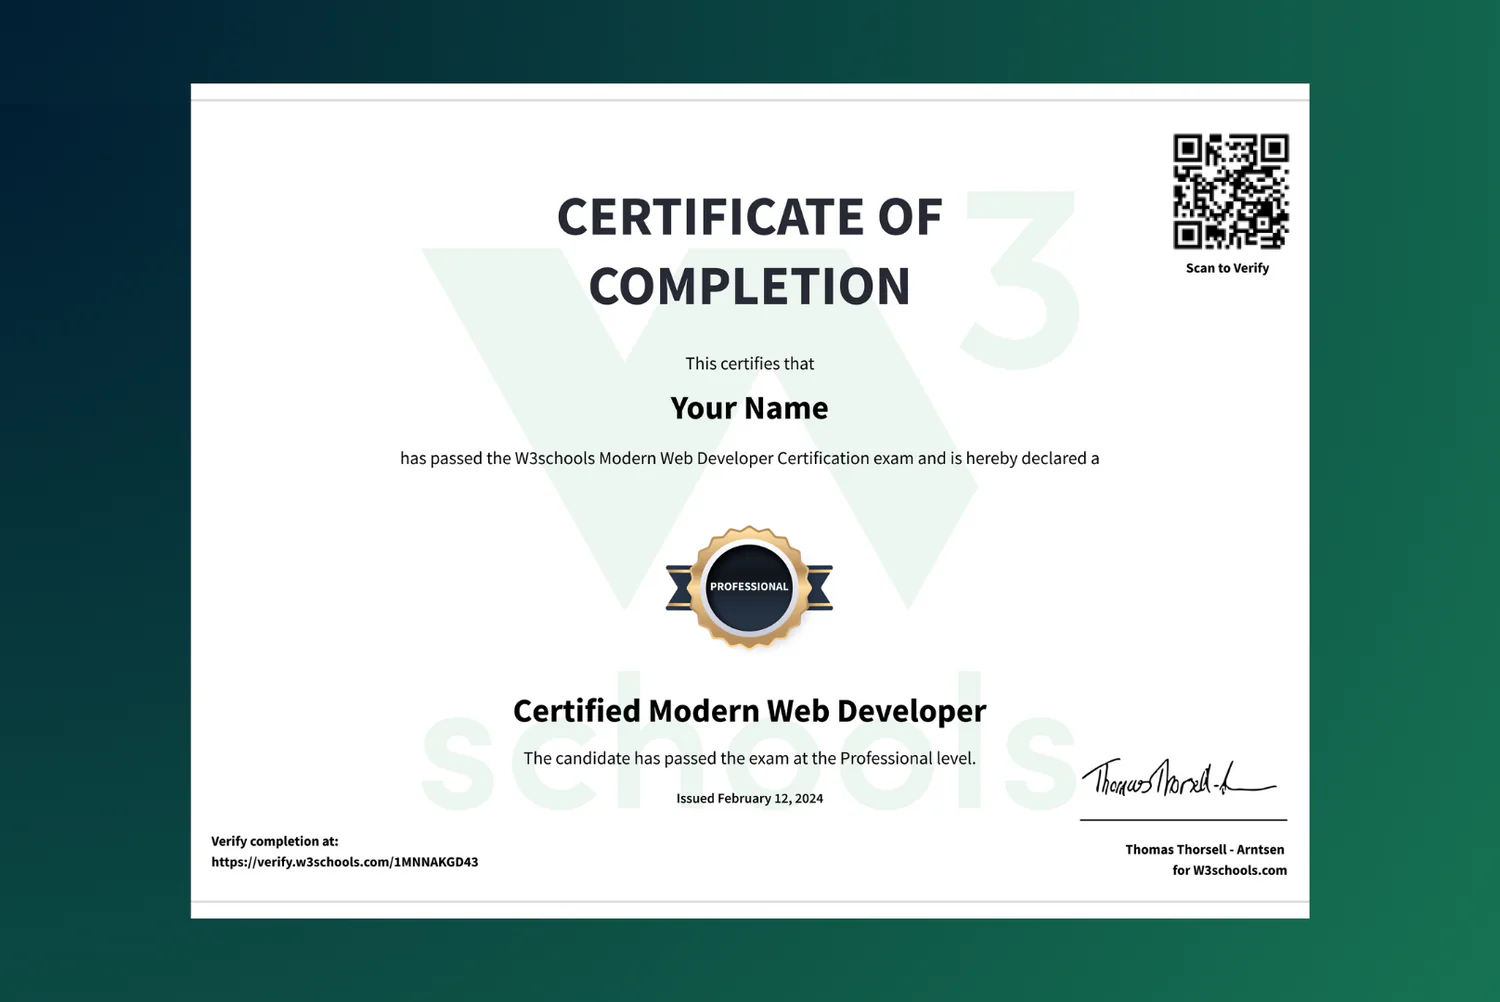 CERTIFICATE OF
COMPLETION
Scan to Verify
This certifies that
Your Name
has passed the W3schools Modern Web Developer Certification exam and is hereby declared a
PROFESSIONAL
Certified Modern Web Developer
The candidate has passed the exam at the Professional level.
Issued February 12, 2024
W3
schools
Verify completion at:
https://verify.w3schools.com/1MNNAKGD43
Thomas Thorsell-A
Thomas Thorsell - Arntsen
for W3schools.com